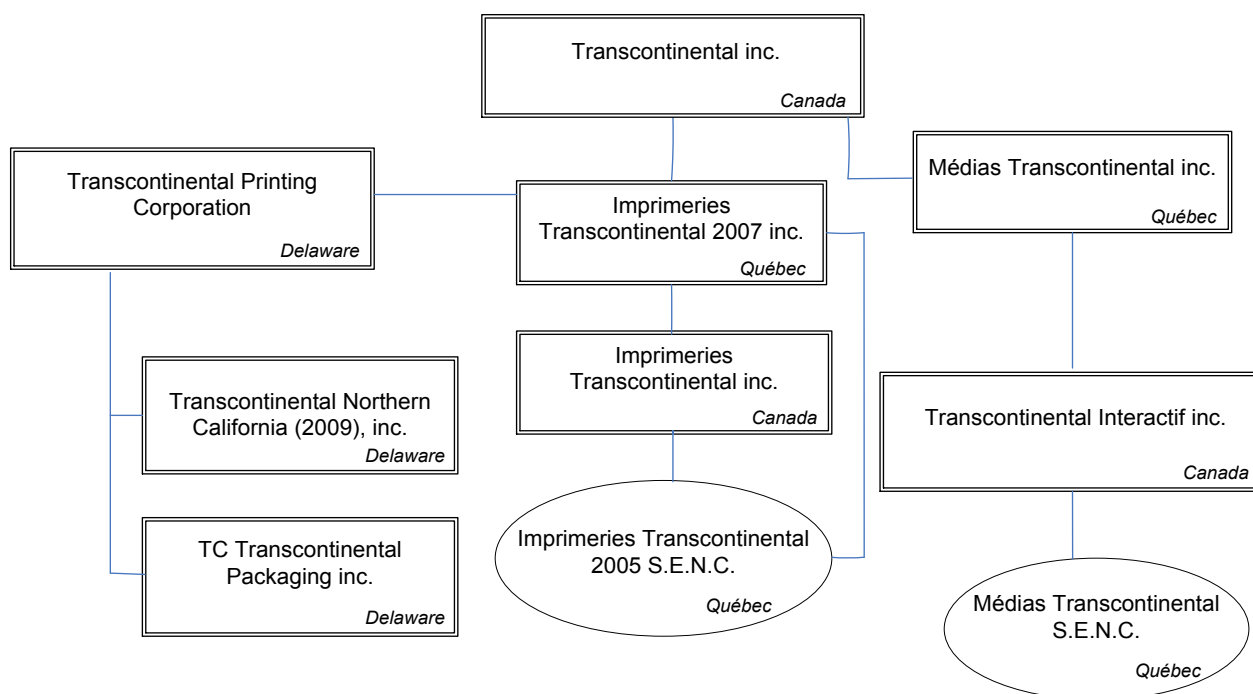 Transcontinental inc.
Canada
Transcontinental Printing
Corporation
Delaware
Imprimeries
Transcontinental 2007 inc.
Québec
Médias Transcontinental inc.
Québec
Transcontinental Northern
California (2009), inc.
Delaware
Imprimeries
Transcontinental inc.
Canada
Transcontinental Interactif inc.
Canada
TC Transcontinental
Packaging inc.
Delaware
Imprimeries Transcontinental
2005 S.E.N.C.
Québec
Médias Transcontinental
S.E.N.C.
Québec